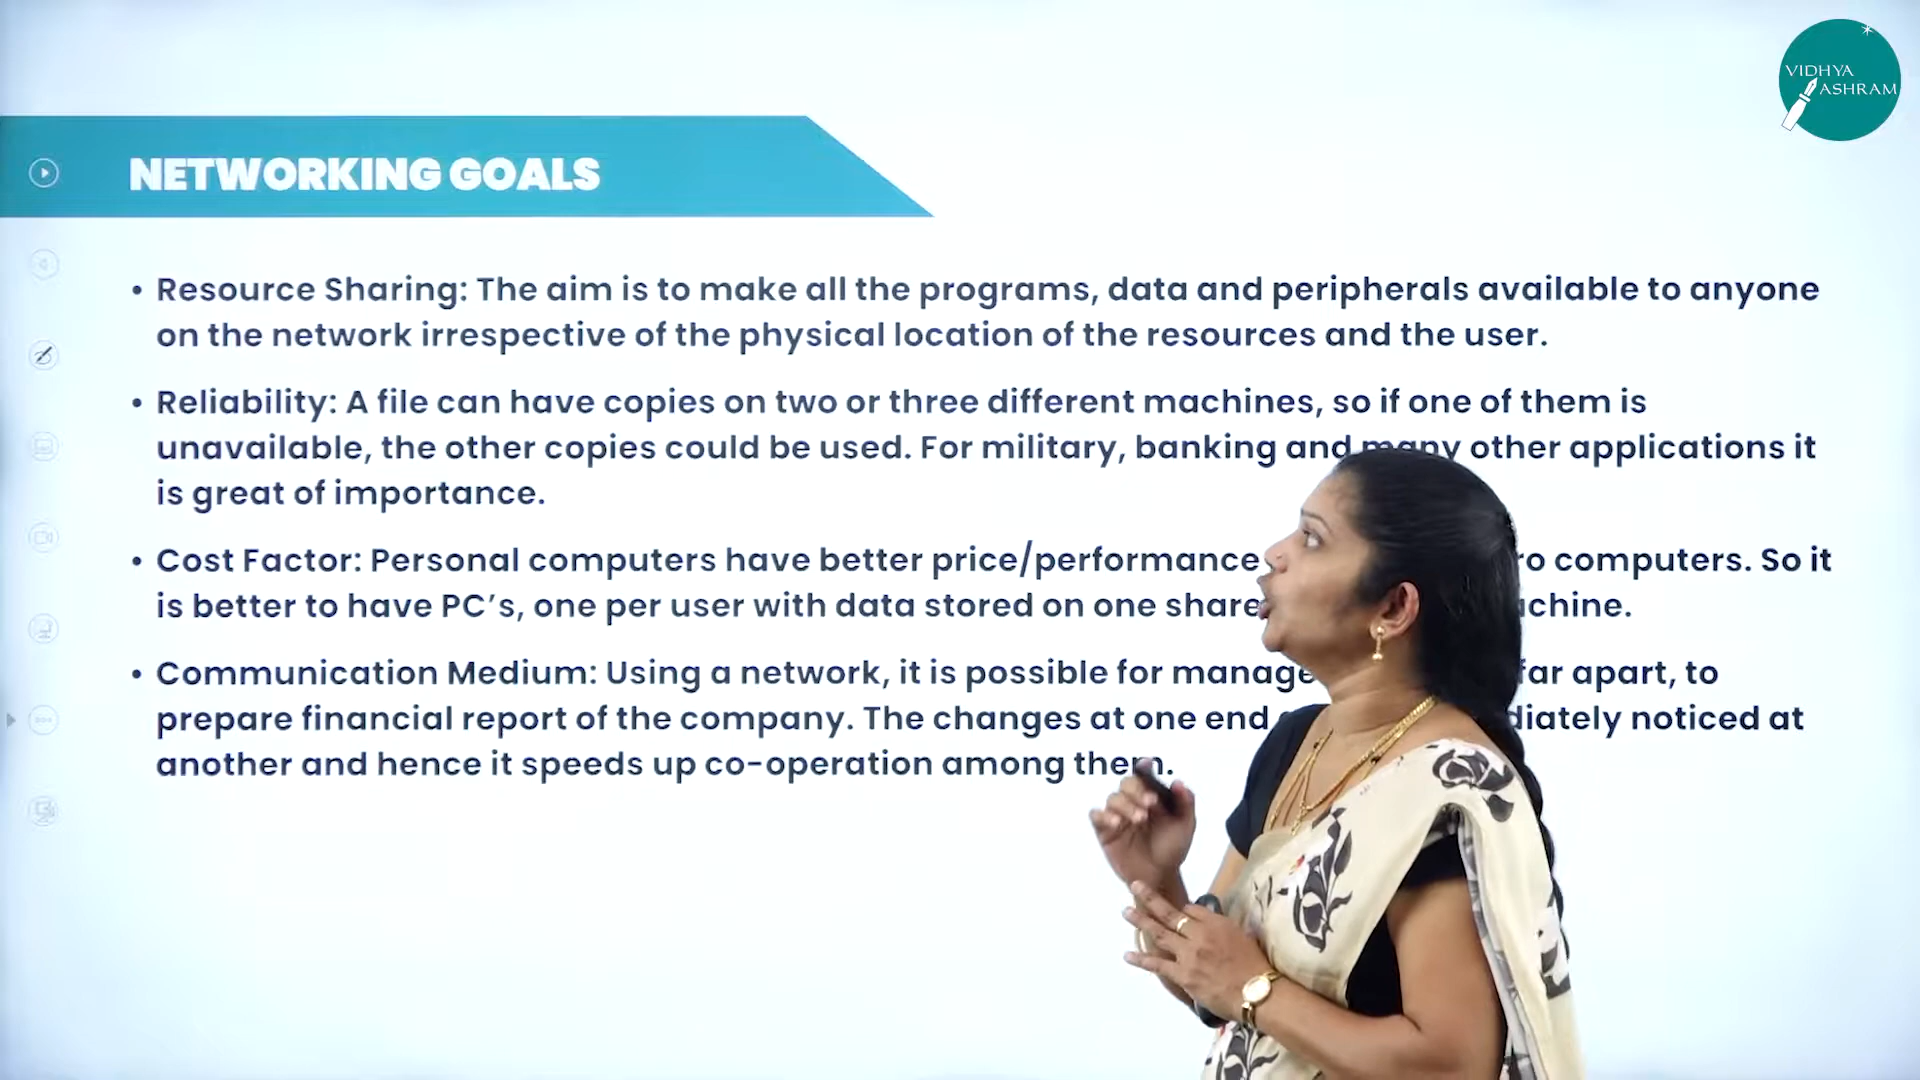 VIDHYA
ASHRAM
NETWORKING GOALS
• Resource Sharing: The aim is to make all the programs, data and peripherals available to anyone
on the network irrespective of the physical location of the resources and the user.
• Reliability: A file can have copies on two or three different machines, so if one of them is
unavailable, the other copies could be used. For military, banking and many other applications it
is great of importance.
• Cost Factor: Personal computers have better price/performance computers. So it
is better to have PC’s, one per user with data stored on one
• Communication Medium: Using a network, it is possible for far apart, to
prepare financial report of the company. The changes at one end noticed at
another and hence it speeds up co-operation among them.